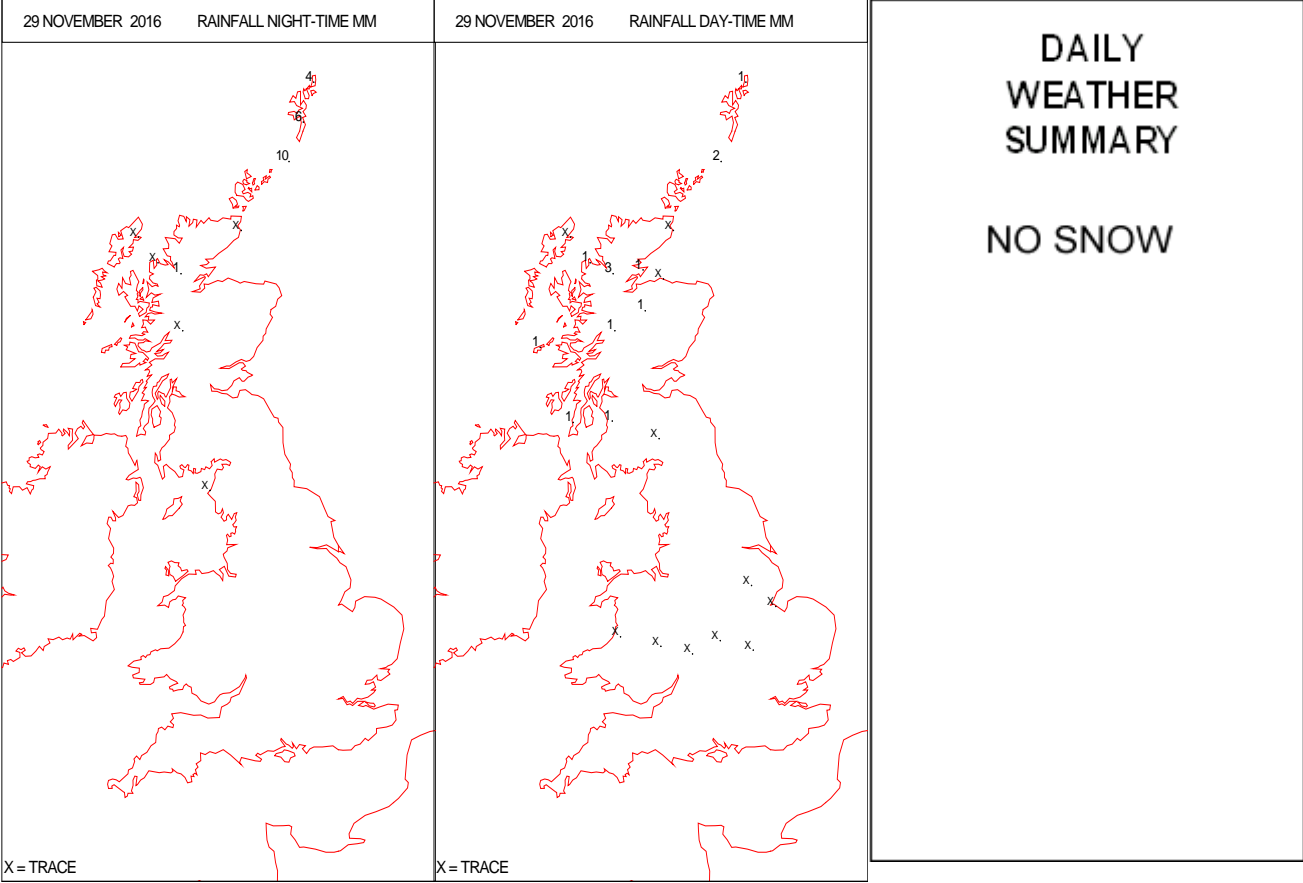 29 NOVEMBER 2016 RAINFALL NIGHT-TIME MM
4
6
10
X
X
X
1
X
X
X = TRACE
29 NOVEMBER 2016 RAINFALL DAY-TIME MM
1
2
X
X
1
3
1
X
1
1
1
1
1
X
X
X
X
X
X
X
X
X = TRACE
DAILY
WEATHER
SUMMARY
NO SNOW